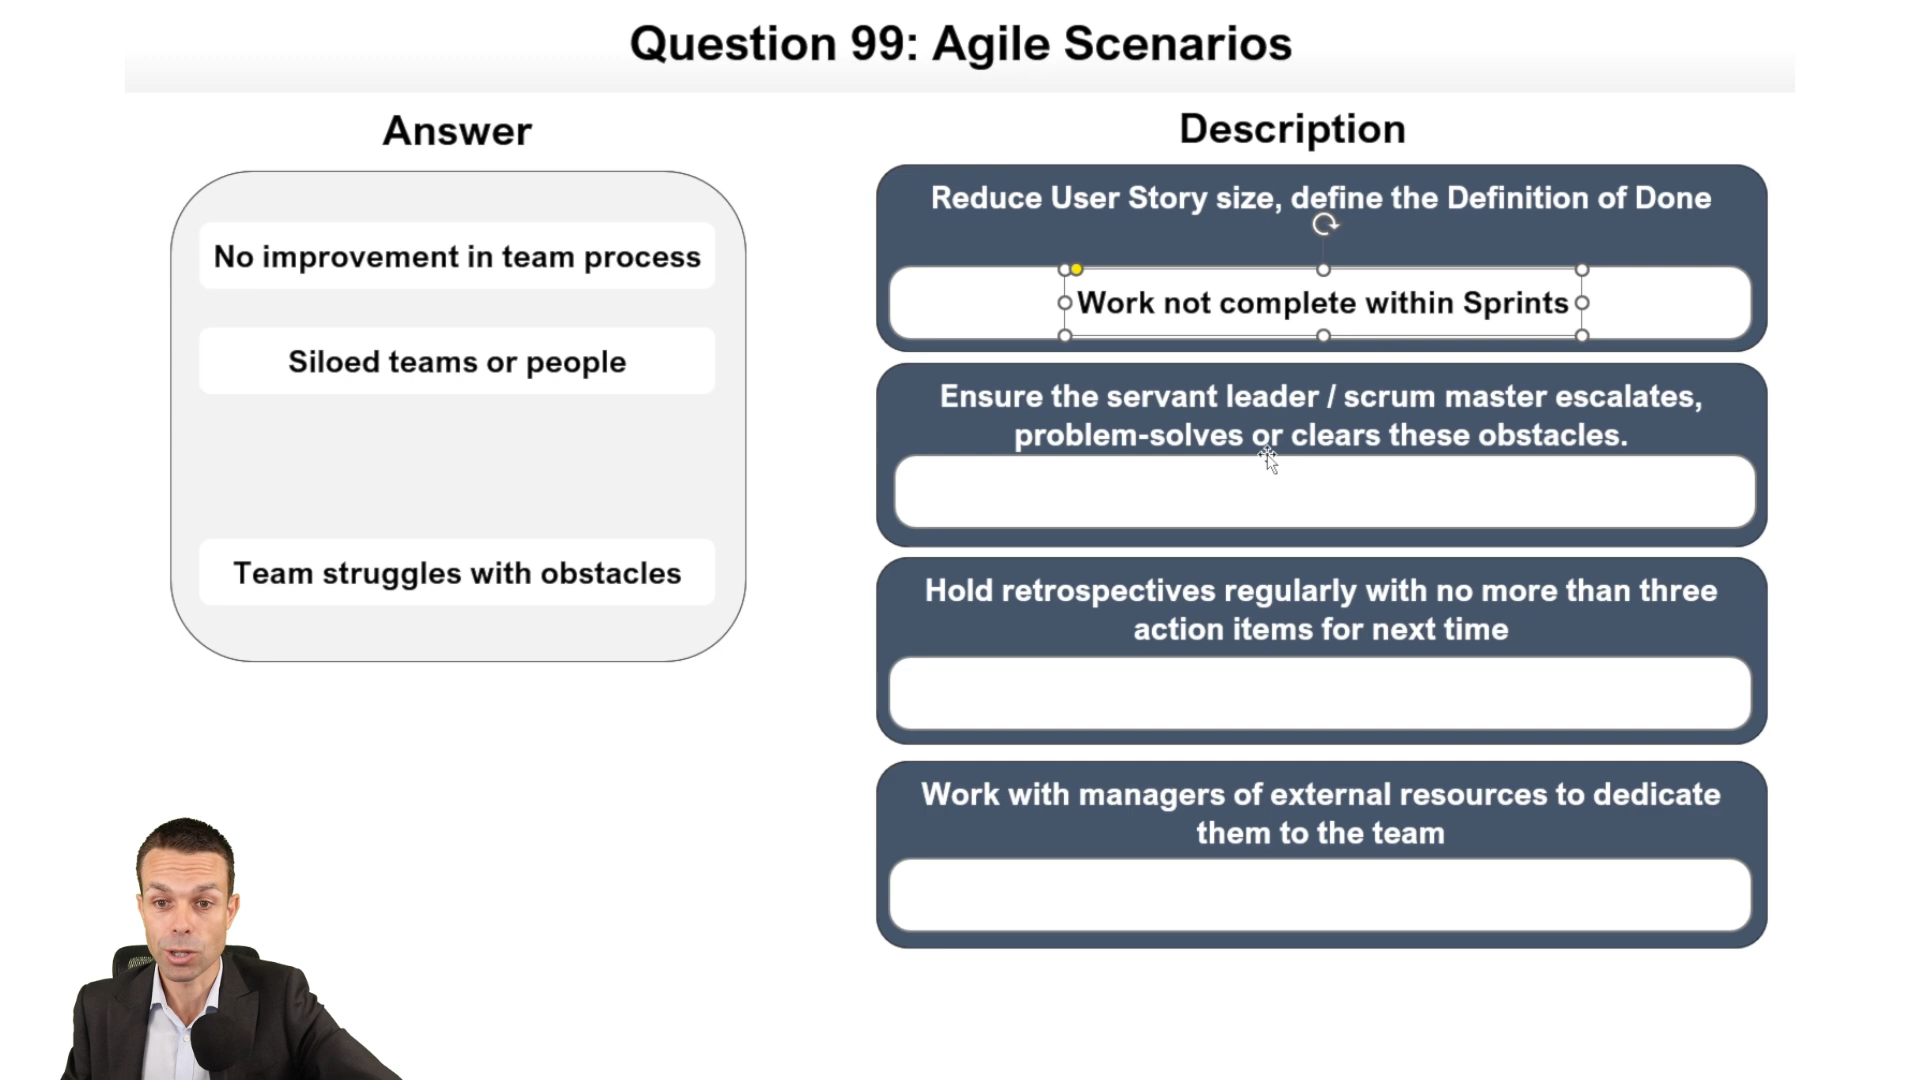 Question 99: Agile Scenarios
Answer
No improvement in team process
Siloed teams or people
Team struggles with obstacles
Description
Reduce User Story size, define the Definition of Done
Work not complete within Sprints
Ensure the servant leader / scrum master escalates,
problem-solves or clears these obstacles.
Hold retrospectives regularly with no more than three
action items for next time
Work with managers of external resources to dedicate
them to the team